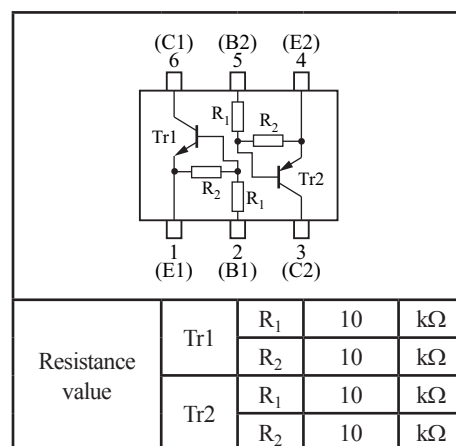 (C1) (B2) (E2)
6 5 4
R1
R2
Tr1
Tr2
R2
R1
1 2 3
(E1) (B1) (C2)
Resistance value Tr1 R1 10 kΩ
R2 10 kΩ
Tr2 R1 10 kΩ
R2 10 kΩ